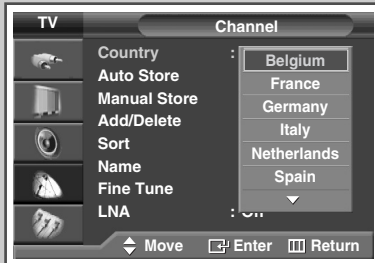 TV
Channel
Country :
Belgium
Auto Store
France
Manual Store
Germany
Add/Delete
Italy
Sort
Netherlands
Name
Spain
Fine Tune
LNA :
Move Enter Return